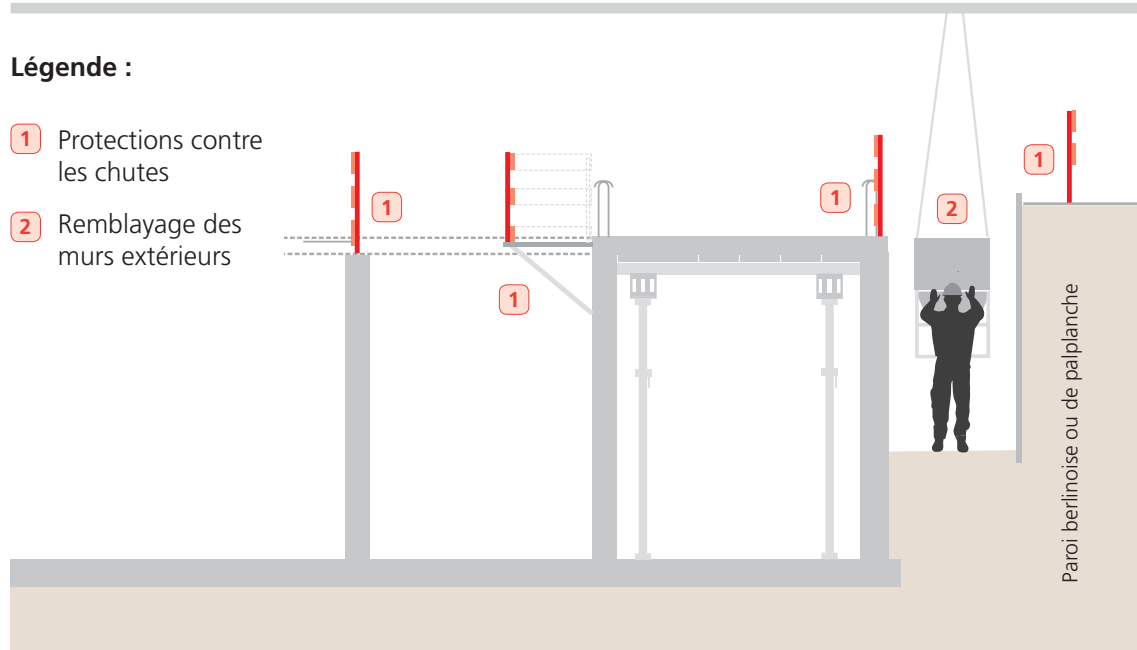 Légende :
1 Protections contre
les chutes
2 Remblayage des
murs extérieurs
1
1
1
1
2
1
Paroi berlinoise ou de palplanche